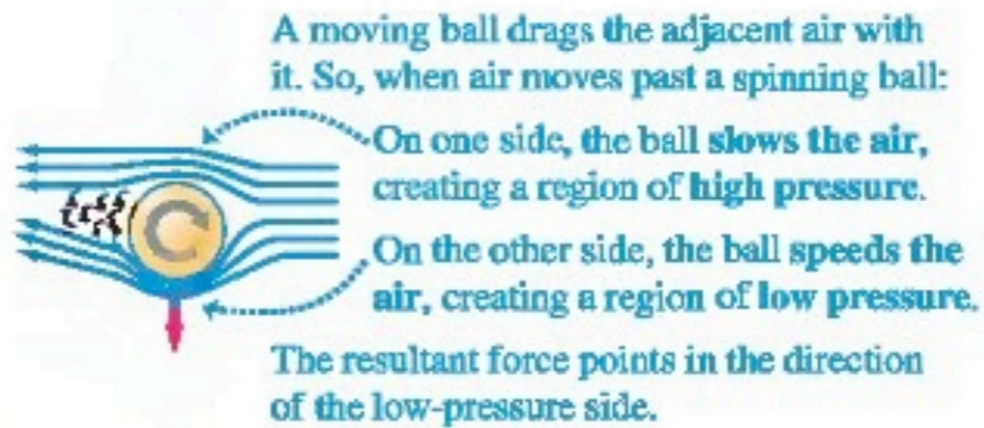 A moving ball drags the adjacent air with
it. So, when air moves past a spinning ball:
On one side, the ball slows the air,
creating a region of high pressure.
On the other side, the ball speeds the
air, creating a region of low pressure.
The resultant force points in the direction
of the low-pressure side.